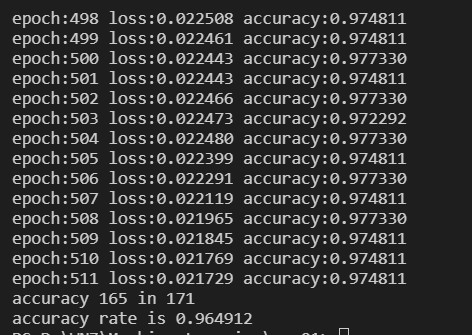 epoch:498 loss:0.022508 accuracy:0.974811
epoch:499 loss:0.022461 accuracy:0.974811
epoch:500 loss:0.022443 accuracy:0.977330
epoch:501 loss:0.022443 accuracy:0.974811
epoch:502 loss:0.022466 accuracy:0.977330
epoch:503 loss:0.022473 accuracy:0.972292
epoch:504 loss:0.022480 accuracy:0.977330
epoch:505 loss:0.022399 accuracy:0.974811
epoch:506 loss:0.022291 accuracy:0.977330
epoch:507 loss:0.022119 accuracy:0.974811
epoch:508 loss:0.021965 accuracy:0.977330
epoch:509 loss:0.021845 accuracy:0.974811
epoch:510 loss:0.021769 accuracy:0.974811
epoch:511 loss:0.021729 accuracy:0.974811
accuracy 165 in 171
accuracy rate is 0.964912